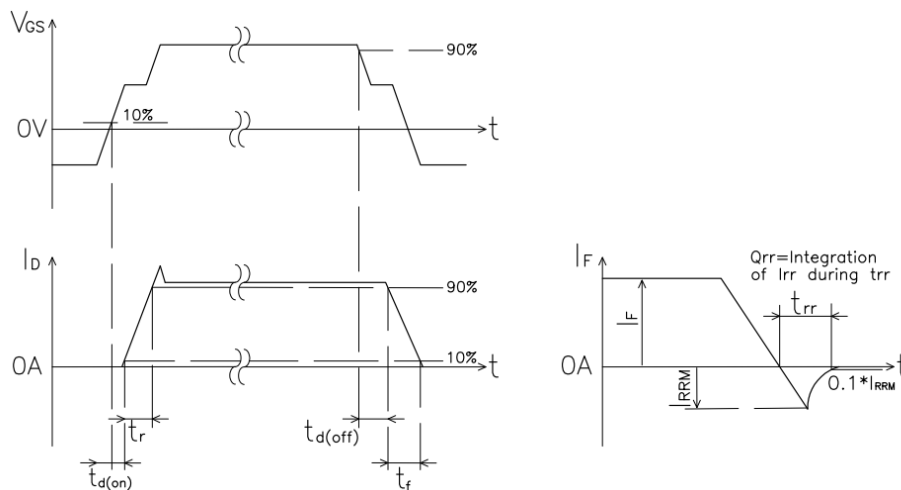 VGS
90%
10%
0V
t
ID
90%
10%
0A
t
tr
td(off)
td(on)
tf
IF
Qrr=Integration
of Irr during trr
trr
IF
0A
t
IRRM
0.1*IRRM